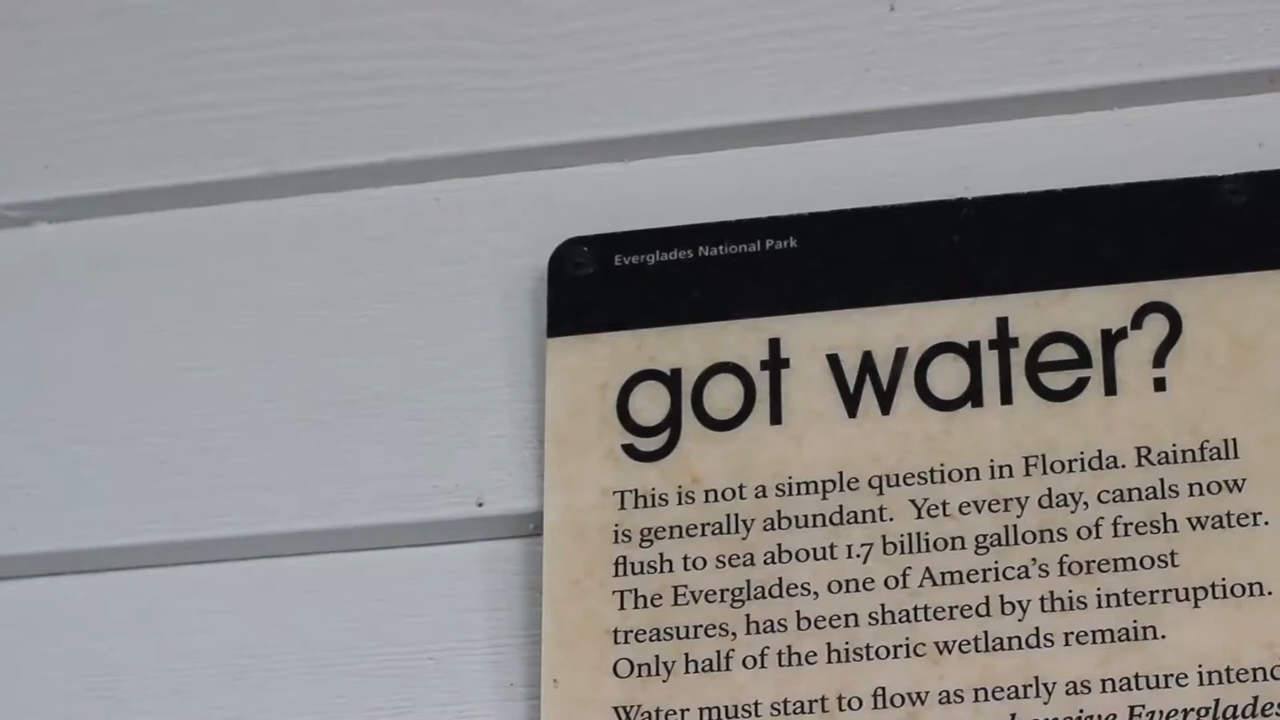 Everglades National Park
got water?
This is not a simple question in Florida. Rainfall
is generally abundant. Yet every day, canals now
flush to sea about 1.7 billion gallons of fresh water.
The Everglades, one of America's foremost
treasures, has been shattered by this interruption.
Only half of the historic wetlands remain.
Water must start to flow as nearly as nature
Everglades